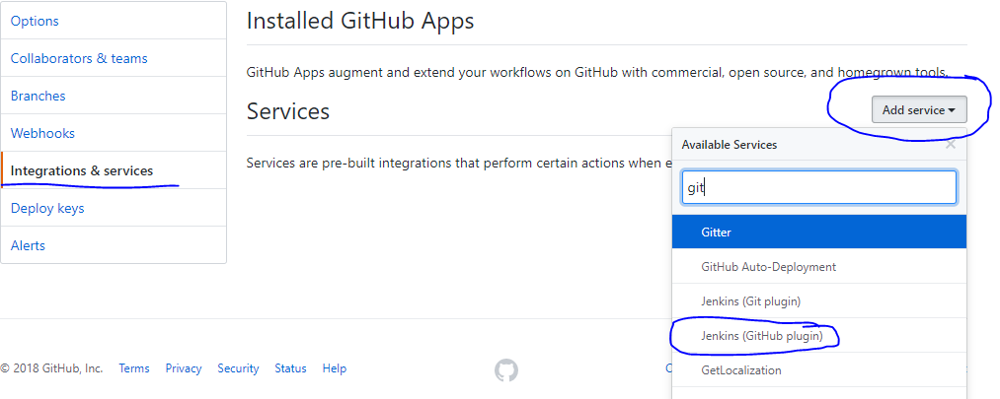 Options
Collaborators & teams
Branches
Webhooks
Integrations & services
Deploy keys
Alerts
Installed GitHub Apps
GitHub Apps augment and extend your workflows on GitHub with commercial, open source, and homegrown tools.
Services
Add service
Services are pre-built integrations that perform certain actions when e
Available Services
git
Gitter
GitHub Auto-Deployment
Jenkins (Git plugin)
Jenkins (GitHub plugin)
GetLocalization
© 2018 GitHub, Inc. Terms Privacy Security Status Help